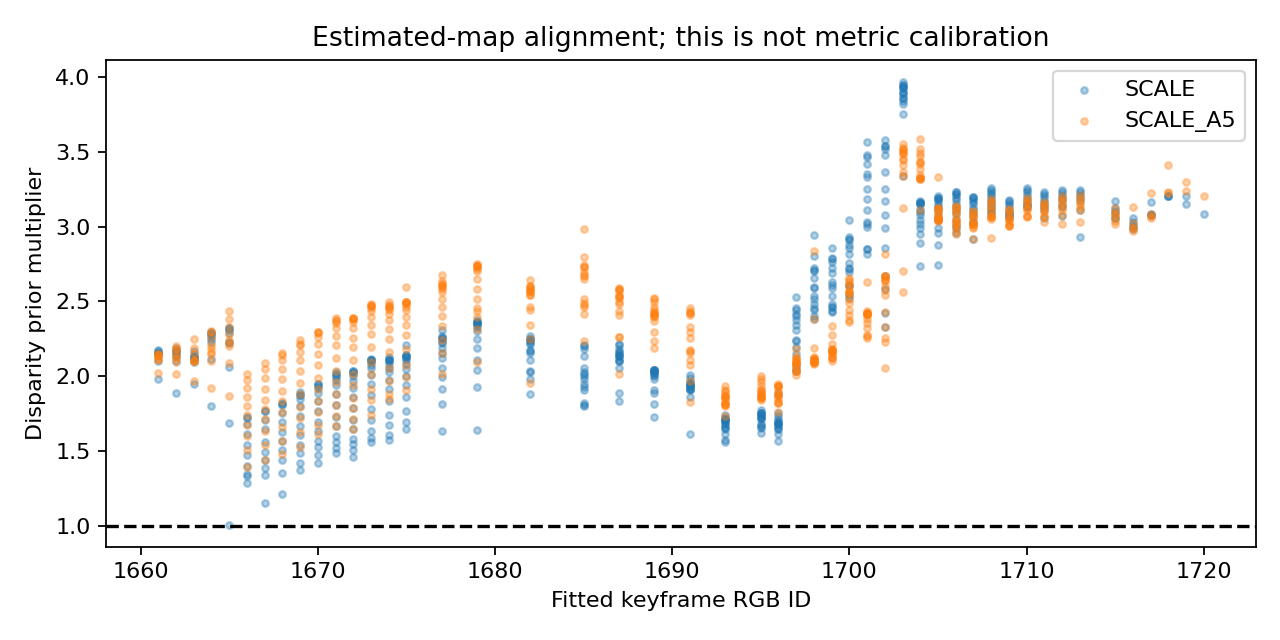 Estimated-map alignment; this is not metric calibration
4.0
3.5
3.0
2.5
2.0
1.5
1.0
Disparity prior multiplier
SCALE
SCALE_A5
1660 1670 1680 1690 1700 1710 1720
Fitted keyframe RGB ID